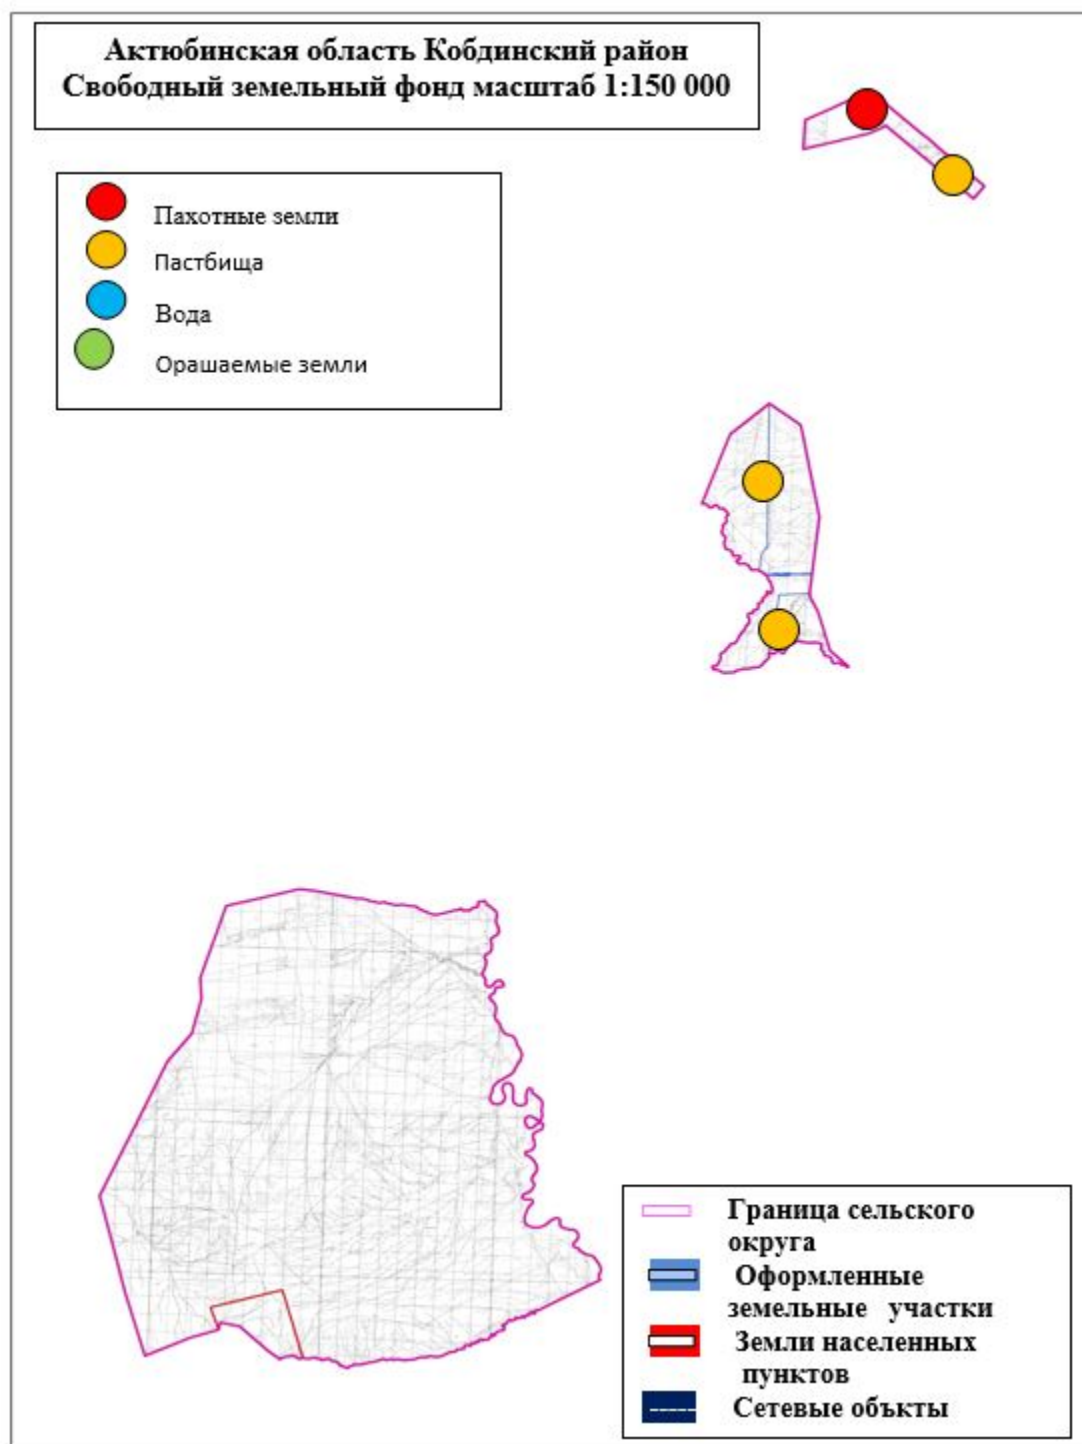 Актюбинская область Кобдинский район
Свободный земельный фонд масштаб 1:150 000
Пахотные земли
Пастбища
Вода
Орашаемые земли
Граница сельского
округа
Оформленные
земельные участки
Земли населенных
пунктов
Сетевые объкты